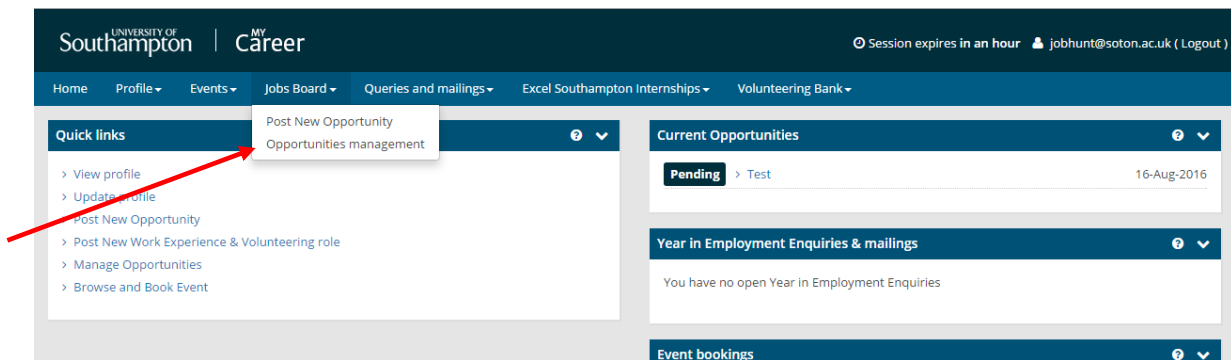 UNIVERSITY OF
Southampton | MY Career
Session expires in an hour jobhunt@soton.ac.uk ( Logout )
Home Profile Events Jobs Board Queries and mailings Excel Southampton Internships Volunteering Bank
Post New Opportunity
Opportunities management
Quick links
> View profile
> Update profile
> Post New Opportunity
> Post New Work Experience & Volunteering role
> Manage Opportunities
> Browse and Book Event
Current Opportunities
Pending > Test 16-Aug-2016
Year in Employment Enquiries & mailings
You have no open Year in Employment Enquiries
Event bookings